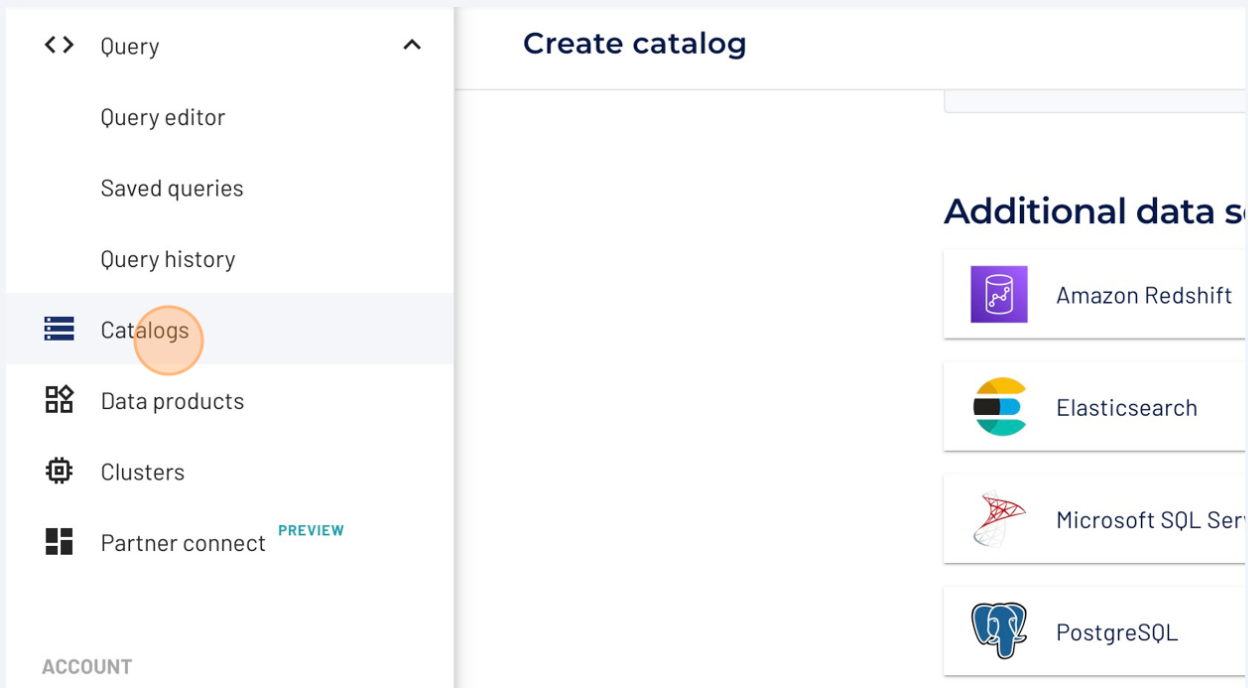 Query
Query editor
Saved queries
Query history
Catalogs
Data products
Clusters
Partner connect PREVIEW
ACCOUNT
Create catalog
Additional data
Amazon Redshift
Elasticsearch
Microsoft SQL
PostgreSQL